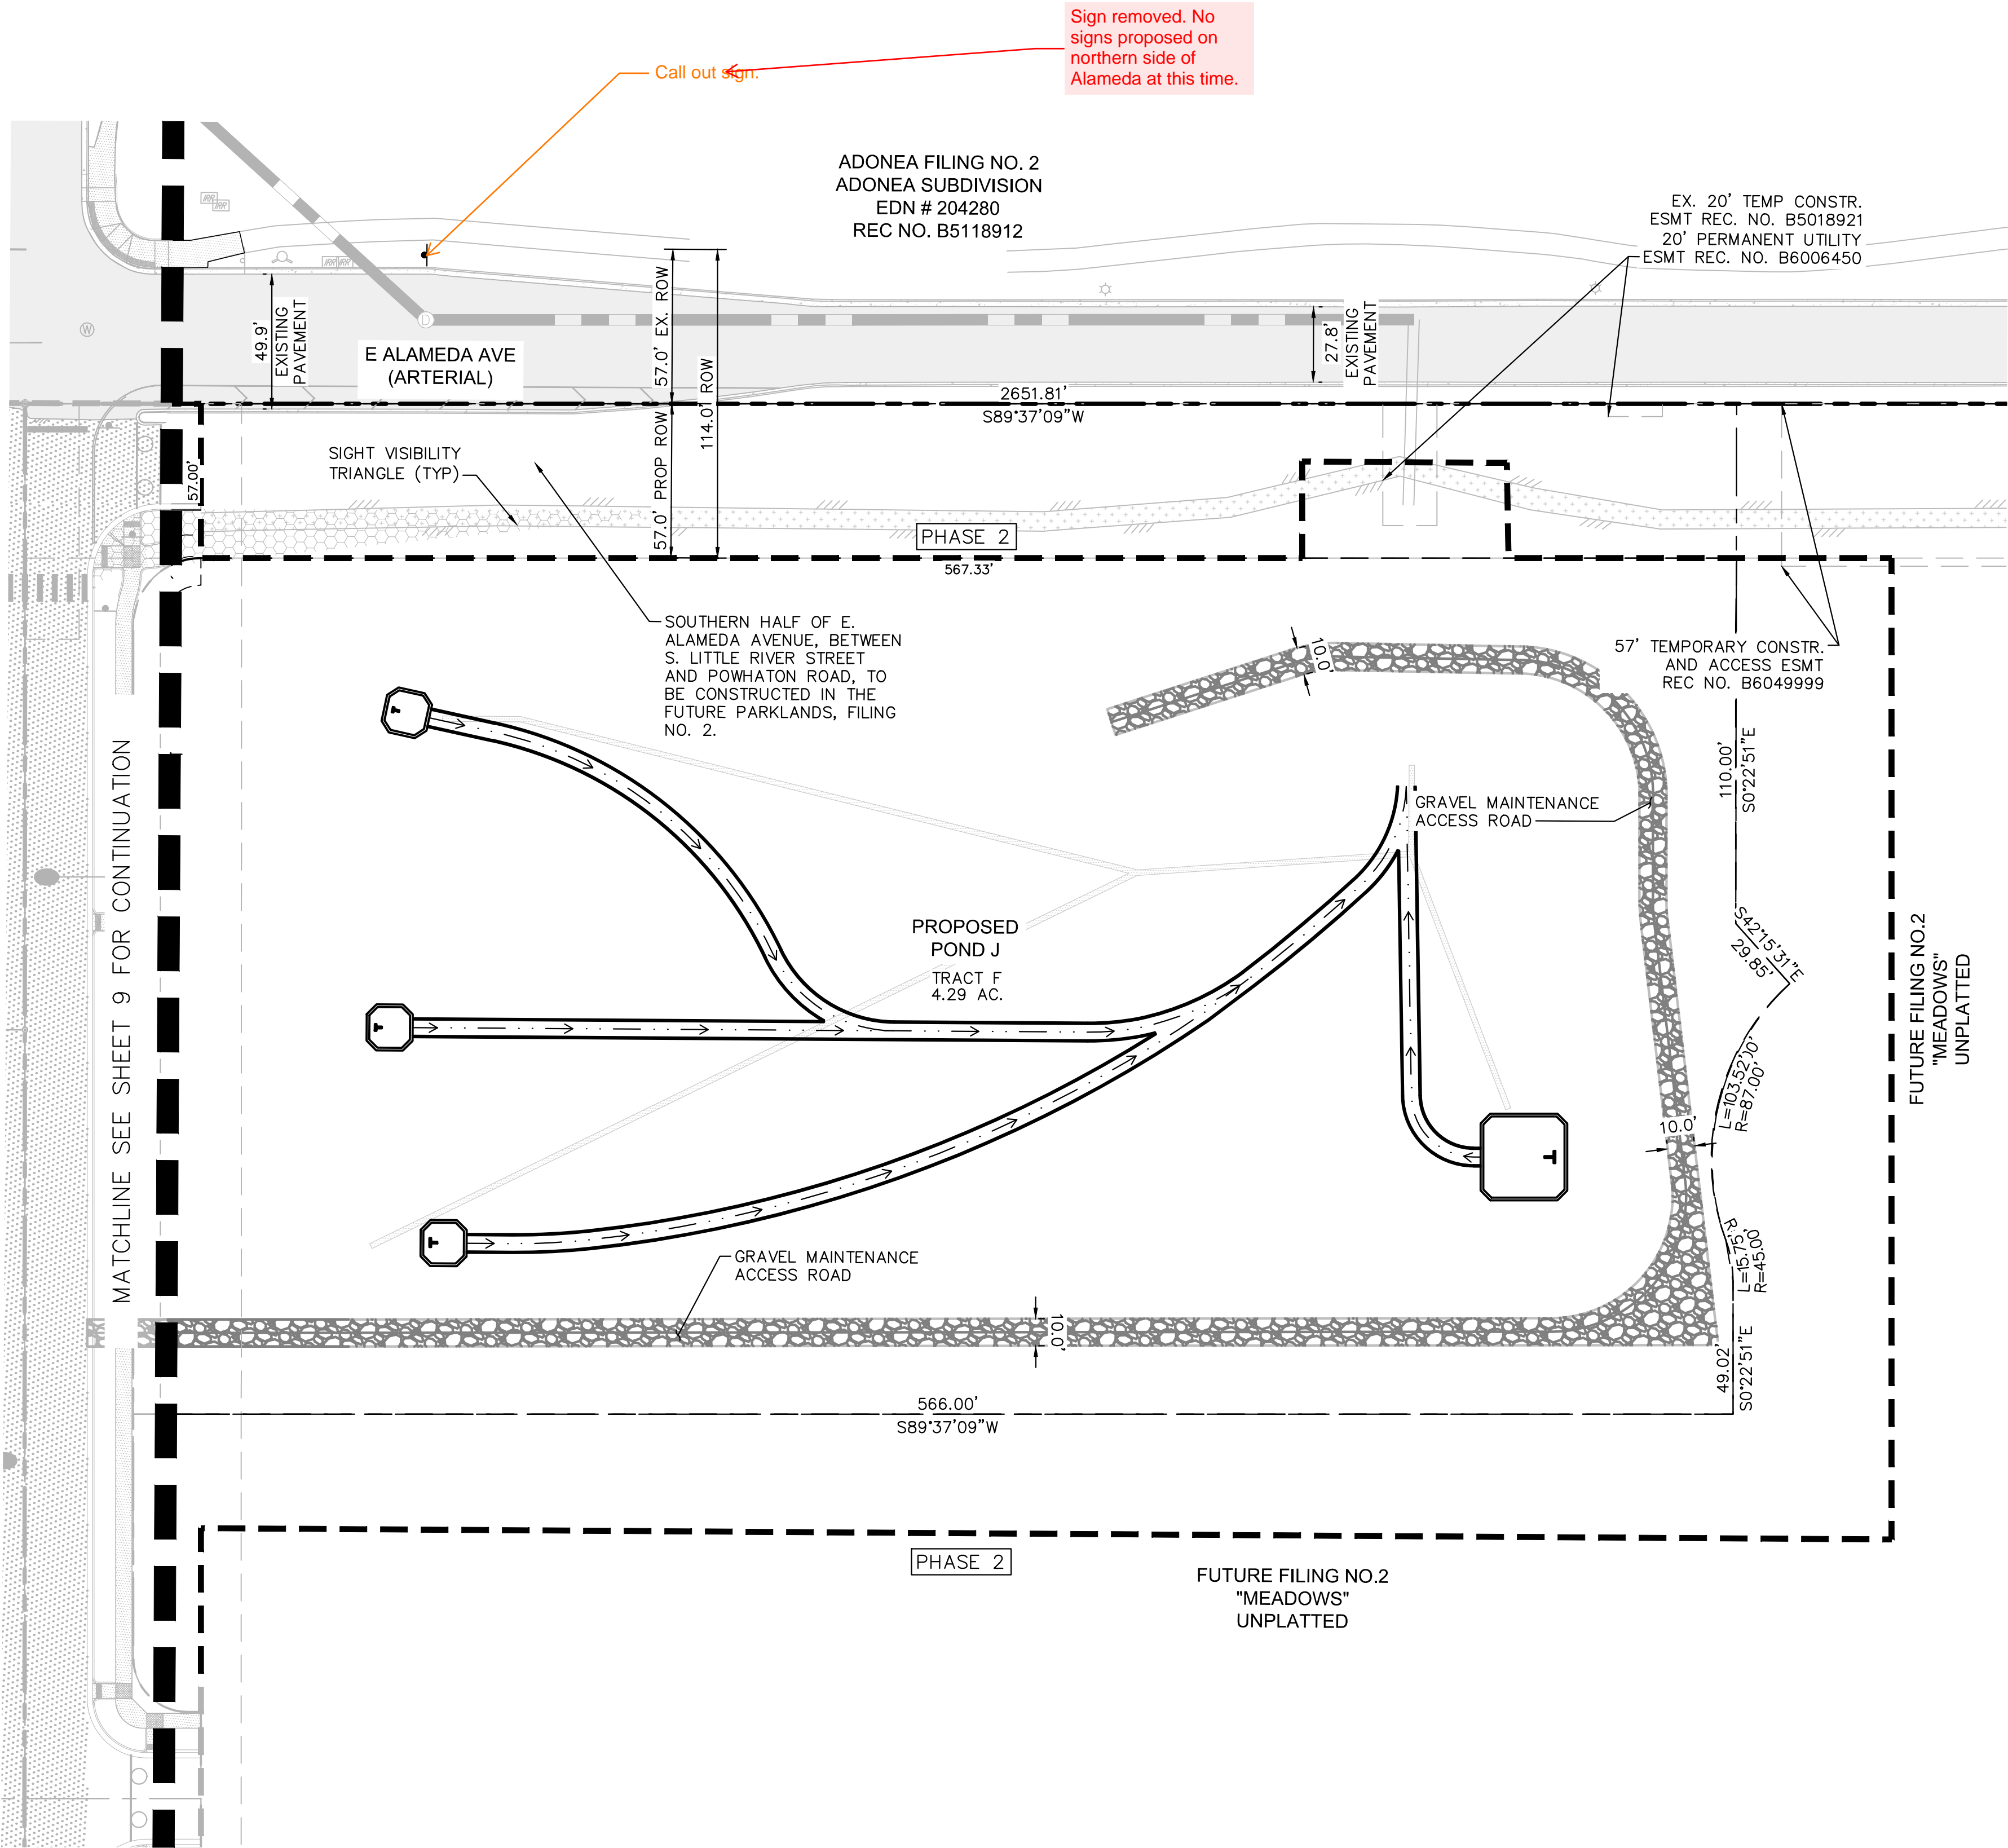 Sign removed. No
signs proposed on
northern side of
Alameda at this time.
Call out sign.
ADONEA FILING NO. 2
ADONEA SUBDIVISION
EDN # 204280
REC NO. B5118912
EX. 20' TEMP CONSTR.
ESMT REC. NO. B5018921
20' PERMANENT UTILITY
ESMT REC. NO. B6006450
IRR
IRR
IRR IRR
W
D
49.9'
EXISTING
PAVEMENT
E ALAMEDA AVE
(ARTERIAL)
57.0' EX. ROW
114.0' ROW
57.0' PROP ROW
27.8'
EXISTING
PAVEMENT
2651.81'
S89°37'09"W
57.00'
SIGHT VISIBILITY
TRIANGLE (TYP)
PHASE 2
567.33'
SOUTHERN HALF OF E.
ALAMEDA AVENUE, BETWEEN
S. LITTLE RIVER STREET
AND POWHATON ROAD, TO
BE CONSTRUCTED IN THE
FUTURE PARKLANDS, FILING
NO. 2.
10.0'
57' TEMPORARY CONSTR.
AND ACCESS ESMT
REC NO. B6049999
110.00'
S0°22'51"E
GRAVEL MAINTENANCE
ACCESS ROAD
MATCHLINE SEE SHEET 9 FOR CONTINUATION
PROPOSED
POND J
TRACT F
4.29 AC.
S42°15'31"E
29.85'
FUTURE FILING NO.2
"MEADOWS"
UNPLATTED
L=103.52'
R=87.00'
10.0'
L=15.75'
R=45.00'
GRAVEL MAINTENANCE
ACCESS ROAD
10.0'
49.02'
S0°22'51"E
566.00'
S89°37'09"W
PHASE 2
FUTURE FILING NO.2
"MEADOWS"
UNPLATTED